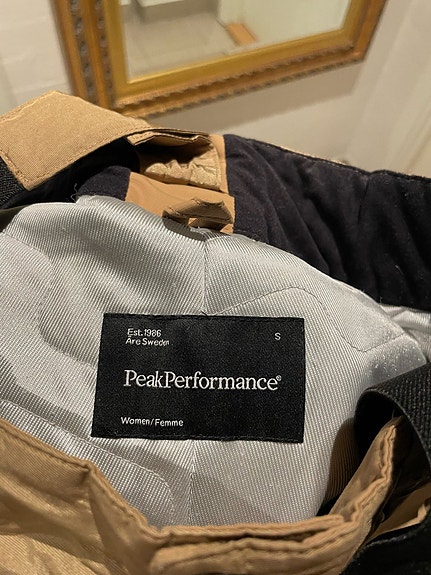 Est.1986
Åre Sweden
S
PeakPerformance®
Women/Femme